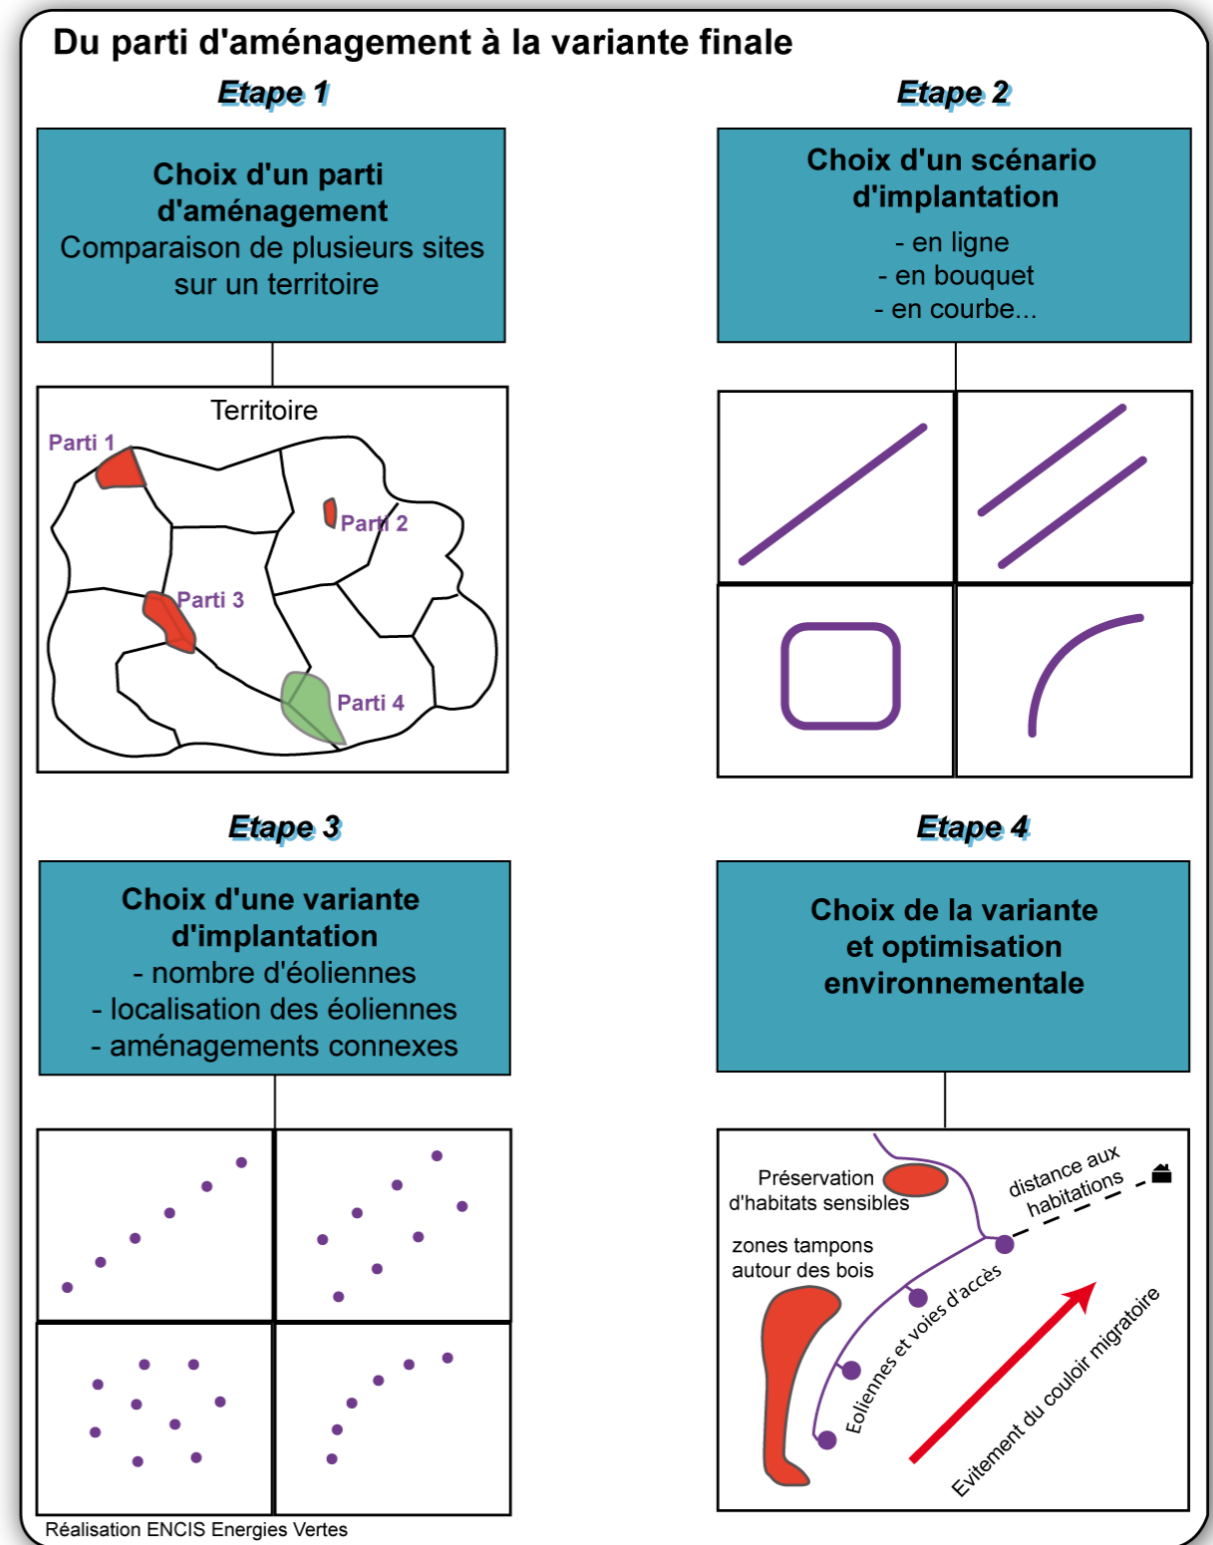 Du parti d'aménagement à la variante finale
Etape 1
Choix d'un parti
d'aménagement
Comparaison de plusieurs sites
sur un territoire
Territoire
Parti 1
Parti 2
Parti 3
Parti 4
Etape 2
Choix d'un scénario
d'implantation
- en ligne
- en bouquet
- en courbe...
Etape 3
Choix d'une variante
d'implantation
- nombre d'éoliennes
- localisation des éoliennes
- aménagements connexes
Etape 4
Choix de la variante
et optimisation
environnementale
Préservation
d'habitats sensibles
distance aux
habitations
zones tampons
autour des bois
Eoliennes et voies d'accès
Evitement du couloir migratoire
Réalisation ENCIS Energies Vertes